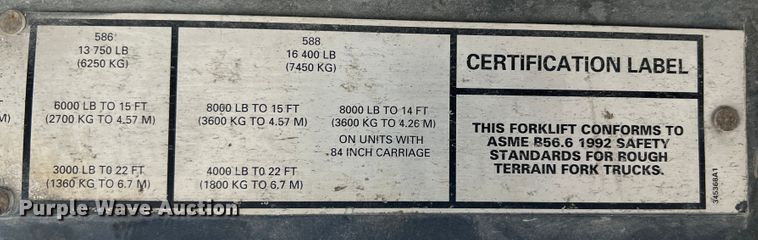 586
13 750 LB
(6250 KG)
6000 LB TO 15 FT
(2700 KG TO 4.57 M)
3000 LB TO 22 FT
(1360 KG TO 6.7 M)
588
16 400 LB
(7450 KG)
8000 LB TO 15 FT
(3600 KG TO 4.57 M)
4000 LB TO 22 FT
(1800 KG TO 6.7 M)
8000 LB TO 14 FT
(3600 KG TO 4.26 M)
ON UNITS WITH
84 INCH CARRIAGE
CERTIFICATION LABEL
THIS FORKLIFT CONFORMS TO
ASME B56.6 1992 SAFETY
STANDARDS FOR ROUGH
TERRAIN FORK TRUCKS.
345368A1
Purple Wave Auction